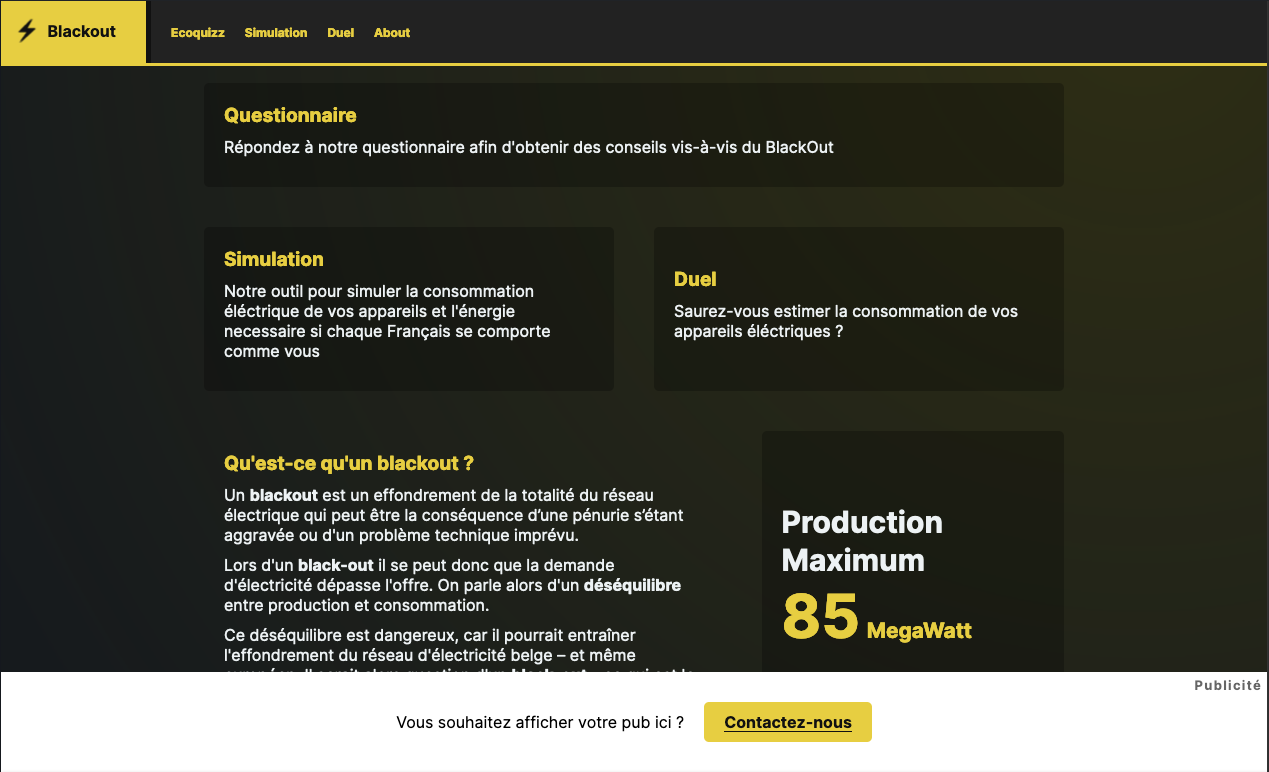 Blackout
Ecoquizz Simulation Duel About
Questionnaire
Répondez à notre questionnaire afin d'obtenir des conseils vis-à-vis du BlackOut
Simulation
Notre outil pour simuler la consommation
éléctrique de vos appareils et l'énergie
necessaire si chaque Français se comporte
comme vous
Duel
Saurez-vous estimer la consommation de vos
appareils éléctriques ?
Qu'est-ce qu'un blackout ?
Un blackout est un effondrement de la totalité du réseau
électrique qui peut être la conséquence d’une pénurie s’étant
aggravée ou d'un problème technique imprévu.
Lors d'un black-out il se peut donc que la demande
d'électricité dépasse l'offre. On parle alors d'un déséquilibre
entre production et consommation.
Ce déséquilibre est dangereux, car il pourrait entraîner
l'effondrement du réseau d'électricité belge – et même
Production
Maximum
85 MegaWatt
Publicité
Vous souhaitez afficher votre pub ici ?
Contactez-nous